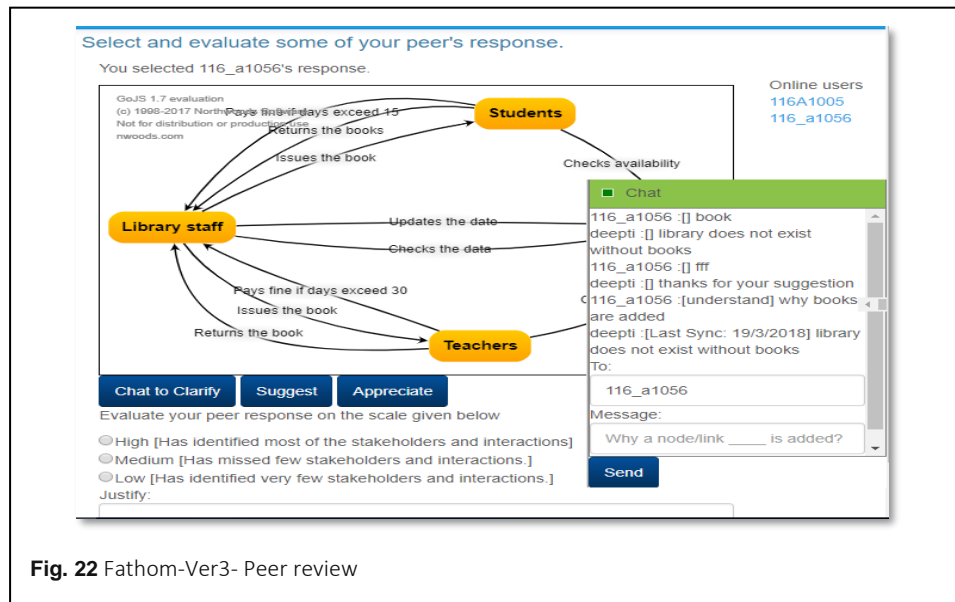 Select and evaluate some of your peer's response.
You selected 116_a1056's response.
Online users
116A1005
116_a1056
GoJS 1.7 evaluation
(c) 1998-2017
Not for distribution or production use
nwoods.com
Pays fine if days exceed 15
Returns the books
Issues the book
Students
Checks availability
Library staff
Updates the date
Checks the data
Pays fine if days exceed 30
Issues the book
Returns the book
Teachers
Chat
116_a1056 :[] book
deepti :[] library does not exist
without books
116_a1056 :[] fff
deepti :[] thanks for your suggestion
116_a1056 :[understand] why books
are added
deepti :[Last Sync: 19/3/2018] library
does not exist without books
To:
116_a1056
Message:
Why a node/link ____ is added?
Send
Chat to Clarify
Suggest
Appreciate
Evaluate your peer response on the scale given below
High [Has identified most of the stakeholders and interactions]
Medium [Has missed few stakeholders and interactions.]
Low [Has identified very few stakeholders and interactions.]
Justify:
Fig. 22 Fathom-Ver3- Peer review